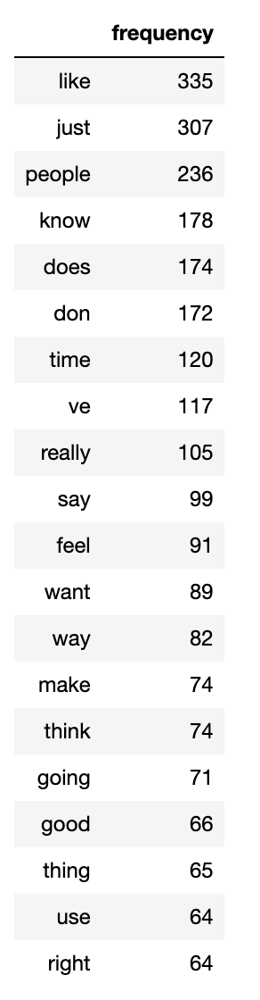 frequency
like 335
just 307
people 236
know 178
does 174
don 172
time 120
ve 117
really 105
say 99
feel 91
want 89
way 82
make 74
think 74
going 71
good 66
thing 65
use 64
right 64